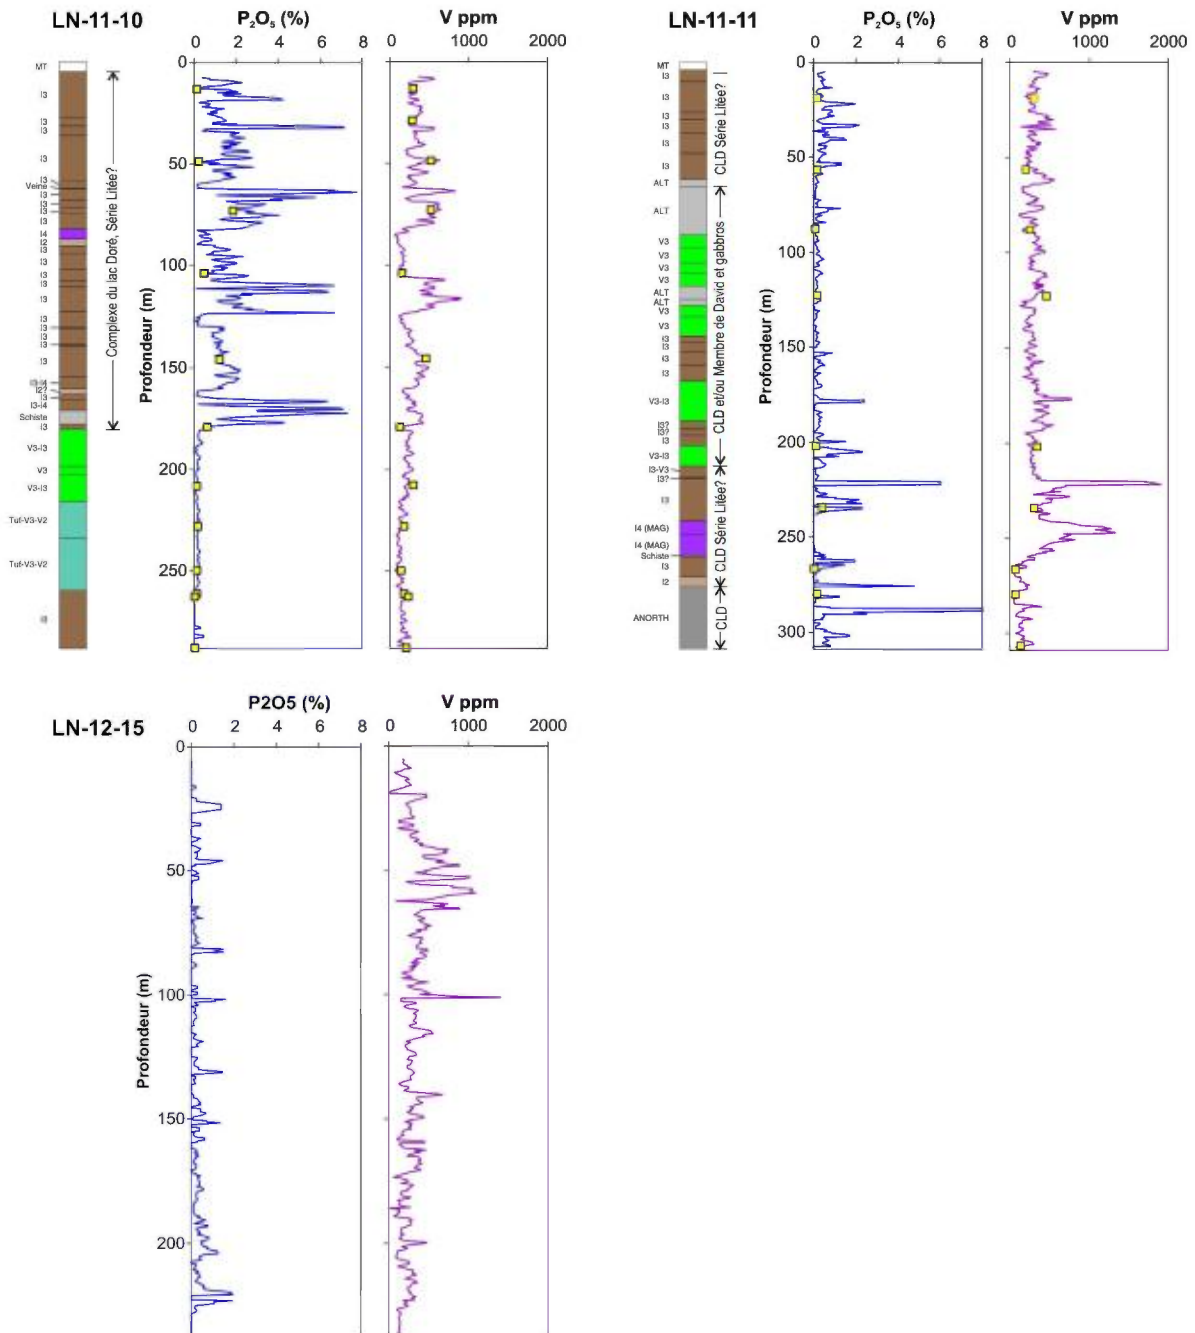 LN-11-10
P₂O₅ (%)
V ppm
0 2 4 6 8
0 1000 2000
Profondeur (m)
0
50
100
150
200
250
MT
I3
I3
I3
I3
I3
Veine
I3
I3
I3
I3
I4
I2
I3
I3
I3
I3
I3
I3
I3
I3
I3-I4
I2?
I3
I3-I4
Schiste
I3
V3-I3
V3
V3-I3
Tuf-V3-V2
Tuf-V3-V2
I3
Complexe du lac Doré, Série Litée?
LN-11-11
P₂O₅ (%)
V ppm
0 2 4 6 8
0 1000 2000
Profondeur (m)
0
50
100
150
200
250
300
MT
I3
I3
I3
I3
I3
I3
ALT
ALT
V3
V3
V3
V3
ALT
ALT
V3
V3
I3
I3
I3
I3
V3-I3
I3?
I3?
I3
V3-I3
I3-V3
I3?
I3
I4 (MAG)
I4 (MAG)
Schiste
I3
I2
ANORTH
CLD Série Litée?
CLD et/ou Membre de David et gabbros
CLD Série Litée?
CLD
LN-12-15
P2O5 (%)
V ppm
0 2 4 6 8
0 1000 2000
Profondeur (m)
0
50
100
150
200